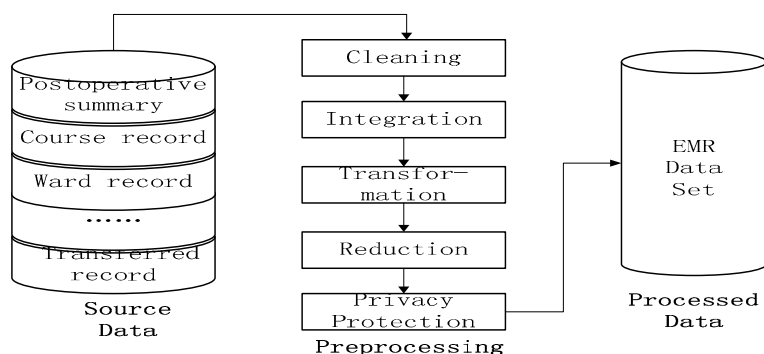 Postoperative
summary
Course record
Ward record
······
Transferred
record
Source
Data
Cleaning
Integration
Transfor-
mation
Reduction
Privacy
Protection
Preprocessing
EMR
Data
Set
Processed
Data